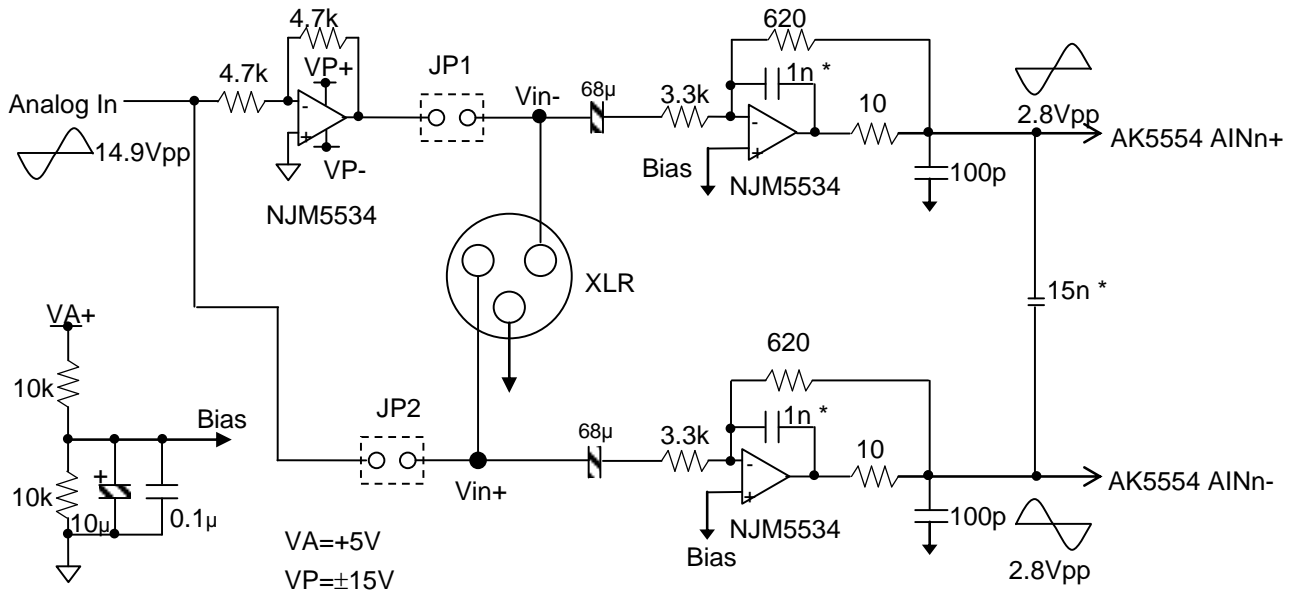 4.7k
620
VP+
JP1
1n *
4.7k
Vin-
68µ
3.3k
10
2.8Vpp
Analog In
-
-
+
+
AK5554 AINn+
14.9Vpp
VP-
Bias
100p
NJM5534
NJM5534
XLR
15n *
VA+
620
10k
JP2
1n *
Bias
68µ
3.3k
10
-
+
+
AK5554 AINn-
10k
10µ
0.1µ
Vin+
NJM5534
100p
VA=+5V
Bias
2.8Vpp
VP=±15V